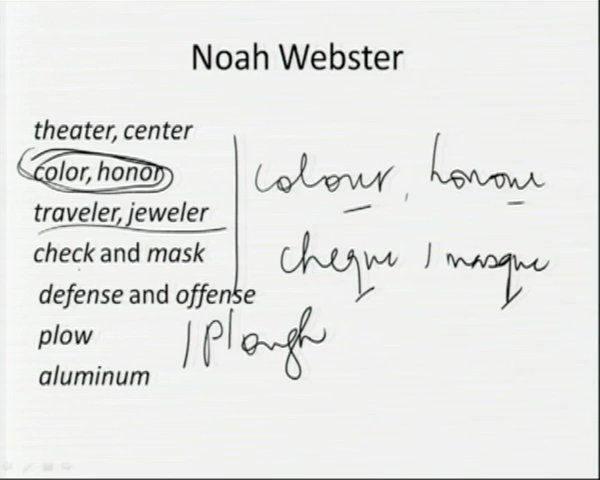 Noah Webster
theater, center
color, honor colour, honour
traveler, jeweler
check and mask cheque / masque
defense and offense
plow / plough
aluminum